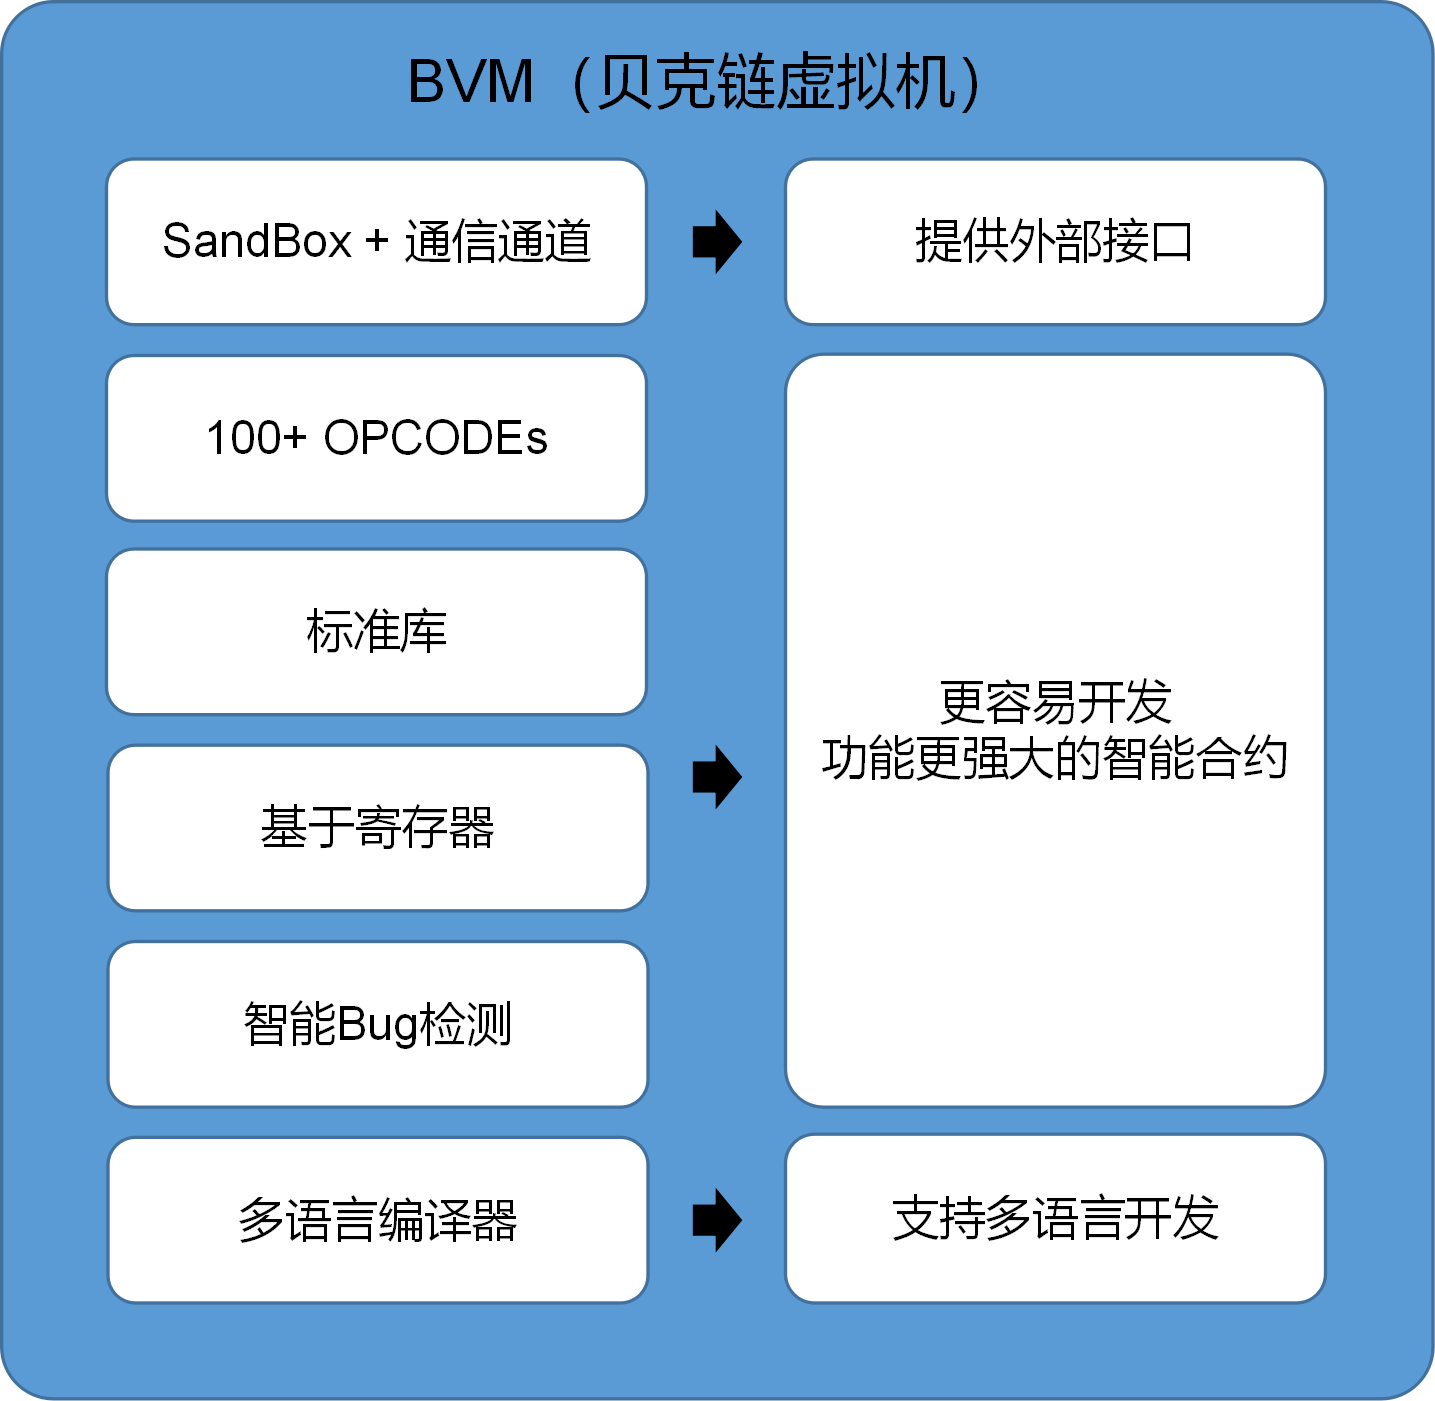 BVM（贝克链虚拟机）
SandBox + 通信通道
提供外部接口
100+ OPCODEs
标准库
基于寄存器
智能Bug检测
更容易开发
功能更强大的智能合约
多语言编译器
支持多语言开发